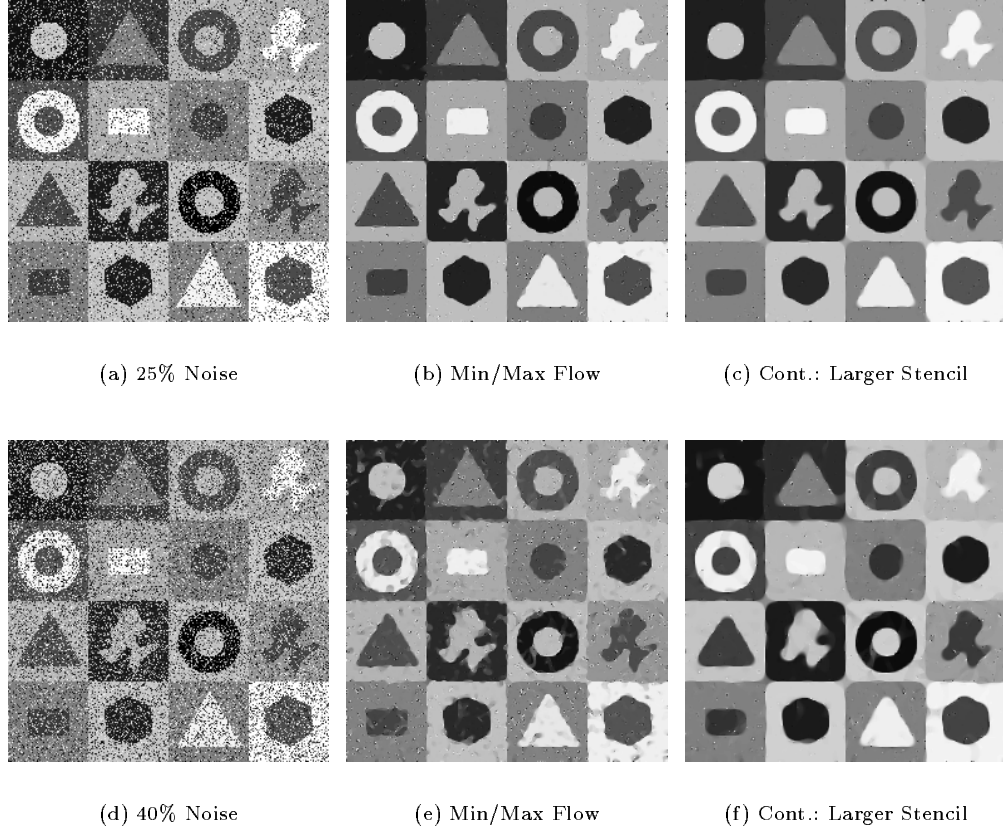 (a) 25% Noise
(b) Min/Max Flow
(c) Cont.: Larger Stencil
(d) 40% Noise
(e) Min/Max Flow
(f) Cont.: Larger Stencil